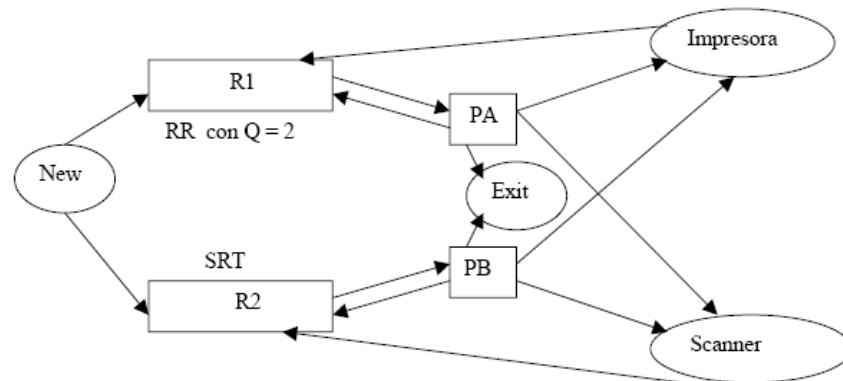 Impresora
R1
PA
RR con Q = 2
New
Exit
SRT
PB
R2
Scanner